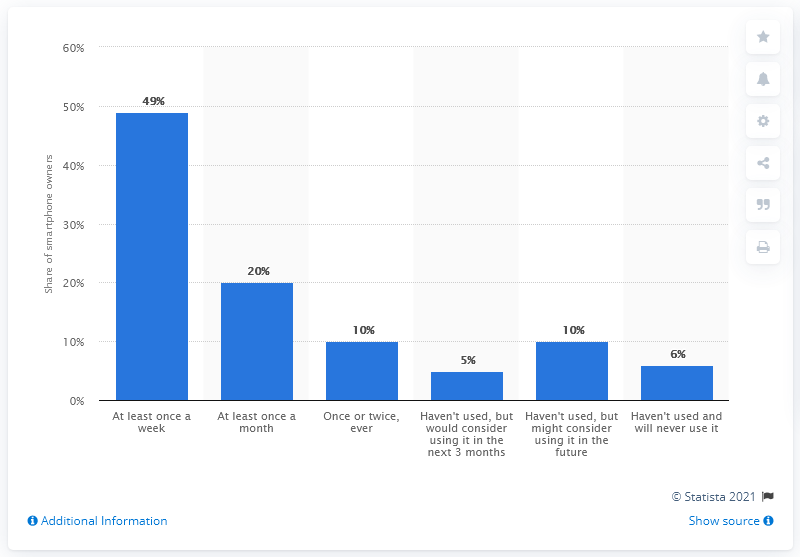 60%
50%
40%
30%
20%
10%
0%
Share of smartphone owners
49%
20%
10%
5%
10%
6%
At least once a
week
At least once a
month
Once or twice,
ever
Haven't used, but
would consider
using it in the
next 3 months
Haven't used, but
might consider
using it in the
future
Haven't used and
will never use it
© Statista 2021
Additional Information
Show source